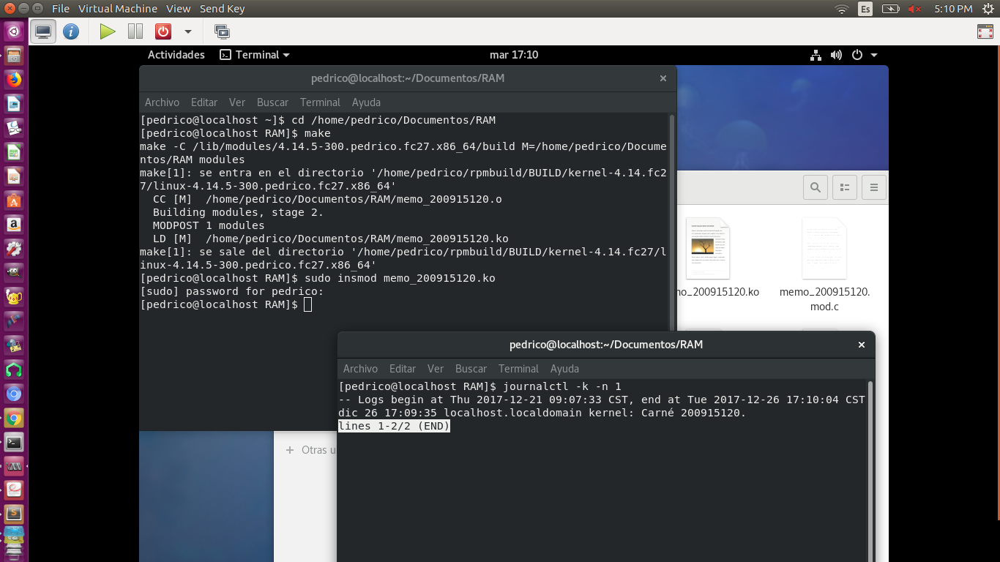 File Virtual Machine View Send Key
Es
5:10 PM
Actividades
Terminal
mar 17:10
pedrico@localhost:~/Documentos/RAM
Archivo Editar Ver Buscar Terminal Ayuda
[pedrico@localhost ~]$ cd /home/pedrico/Documentos/RAM
[pedrico@localhost RAM]$ make
make -C /lib/modules/4.14.5-300.pedrico.fc27.x86_64/build M=/home/pedrico/Docume
ntos/RAM modules
make[1]: se entra en el directorio '/home/pedrico/rpmbuild/BUILD/kernel-4.14.fc2
7/linux-4.14.5-300.pedrico.fc27.x86_64'
CC [M] /home/pedrico/Documentos/RAM/memo_200915120.o
Building modules, stage 2.
MODPOST 1 modules
LD [M] /home/pedrico/Documentos/RAM/memo_200915120.ko
make[1]: se sale del directorio '/home/pedrico/rpmbuild/BUILD/kernel-4.14.fc27/l
inux-4.14.5-300.pedrico.fc27.x86_64'
[pedrico@localhost RAM]$ sudo insmod memo_200915120.ko
[sudo] password for pedrico:
[pedrico@localhost RAM]$
mo_200915120.ko
memo_200915120.
mod.c
Otras u
pedrico@localhost:~/Documentos/RAM
Archivo Editar Ver Buscar Terminal Ayuda
[pedrico@localhost RAM]$ journalctl -k -n 1
-- Logs begin at Thu 2017-12-21 09:07:33 CST, end at Tue 2017-12-26 17:10:04 CST
dic 26 17:09:35 localhost.localdomain kernel: Carné 200915120.
lines 1-2/2 (END)